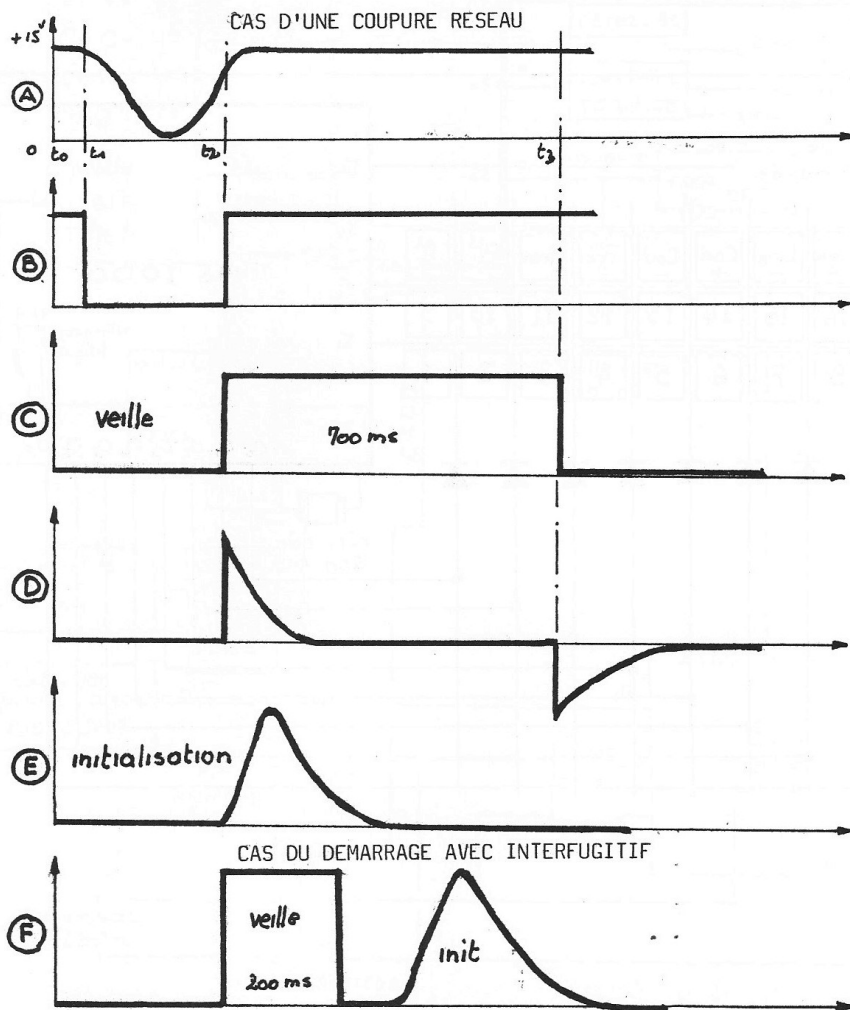 CAS D'UNE COUPURE RESEAU
+15 V
A
0 t0 t1 t2 t3
B
C
veille
700 ms
D
E
initialisation
CAS DU DEMARRAGE AVEC INTERFUGITIF
F
veille
200 ms
init